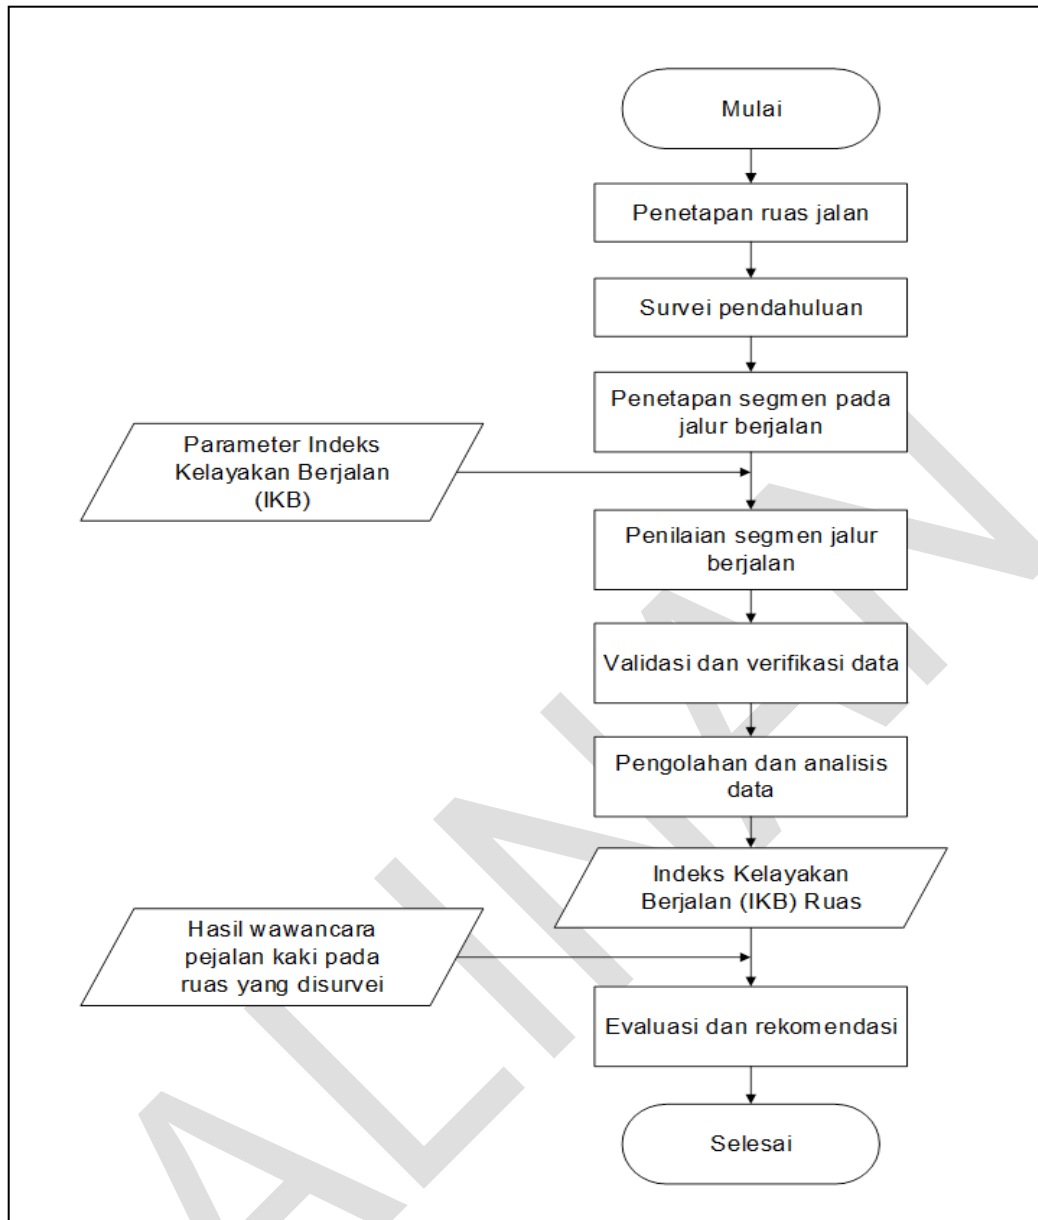 Mulai
Penetapan ruas jalan
Survei pendahuluan
Penetapan segmen pada
jalur berjalan
Parameter Indeks
Kelayakan Berjalan
(IKB)
Penilaian segmen jalur
berjalan
Validasi dan verifikasi data
Pengolahan dan analisis
data
Indeks Kelayakan
Berjalan (IKB) Ruas
Hasil wawancara
pejalan kaki pada
ruas yang disurvei
Evaluasi dan rekomendasi
Selesai
ALINAN